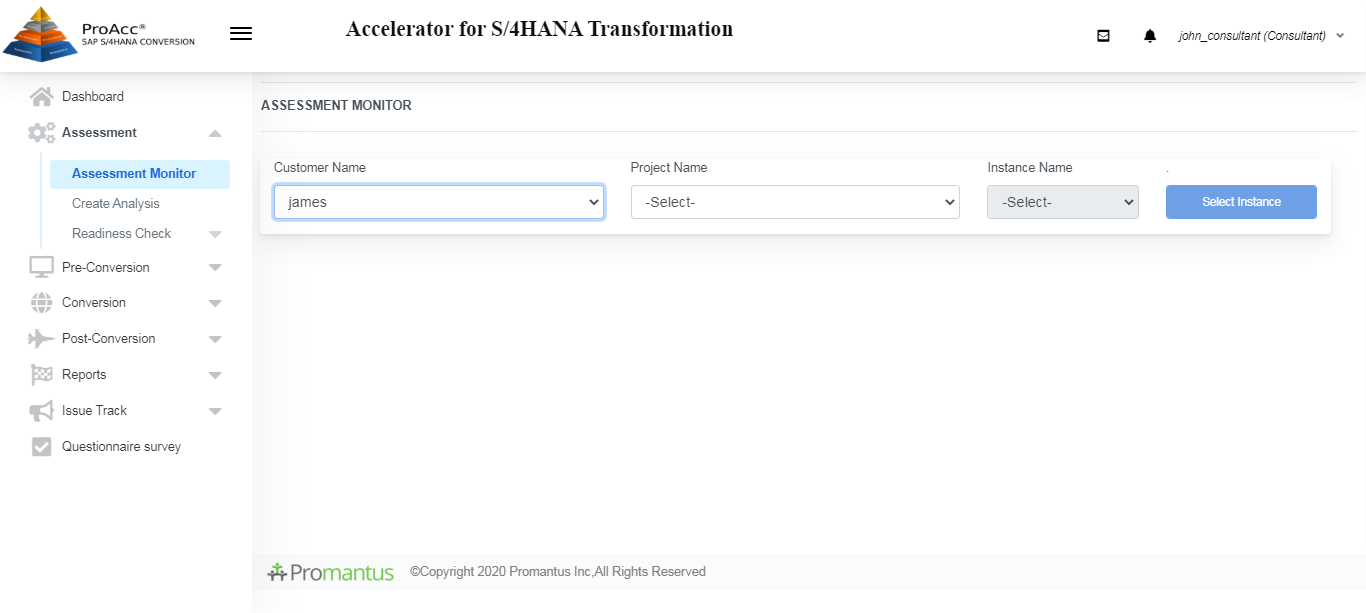 ProAcc®
SAP S/4HANA CONVERSION
Accelerator for S/4HANA Transformation
john_consultant (Consultant)
Dashboard
Assessment
Assessment Monitor
Create Analysis
Readiness Check
Pre-Conversion
Conversion
Post-Conversion
Reports
Issue Track
Questionnaire survey
ASSESSMENT MONITOR
Customer Name
james
Project Name
-Select-
Instance Name
-Select-
.
Select Instance
Promantus
©Copyright 2020 Promantus Inc,All Rights Reserved